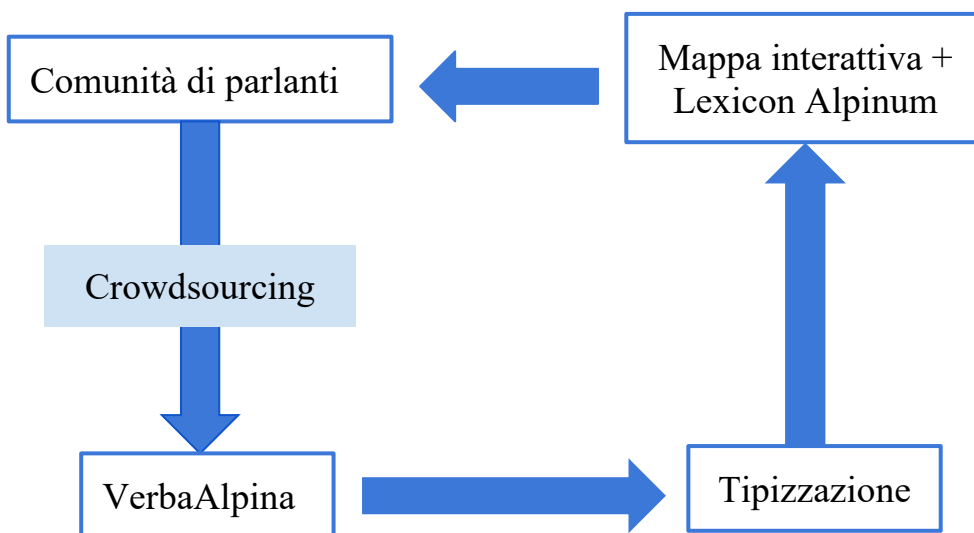 Comunità di parlanti
Mappa interattiva +
Lexicon Alpinum
Crowdsourcing
VerbaAlpina
Tipizzazione